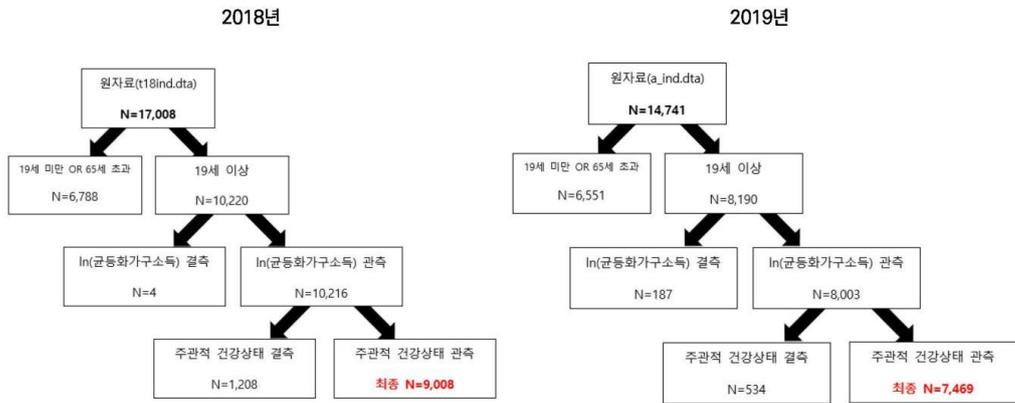 2018년
원자료(t18ind.dta)
N=17,008
19세 미만 OR 65세 초과
N=6,788
19세 이상
N=10,220
ln(균등화가구소득) 결측
N=4
ln(균등화가구소득) 관측
N=10,216
주관적 건강상태 결측
N=1,208
주관적 건강상태 관측
최종 N=9,008
2019년
원자료(a_ind.dta)
N=14,741
19세 미만 OR 65세 초과
N=6,551
19세 이상
N=8,190
ln(균등화가구소득) 결측
N=187
ln(균등화가구소득) 관측
N=8,003
주관적 건강상태 결측
N=534
주관적 건강상태 관측
최종 N=7,469